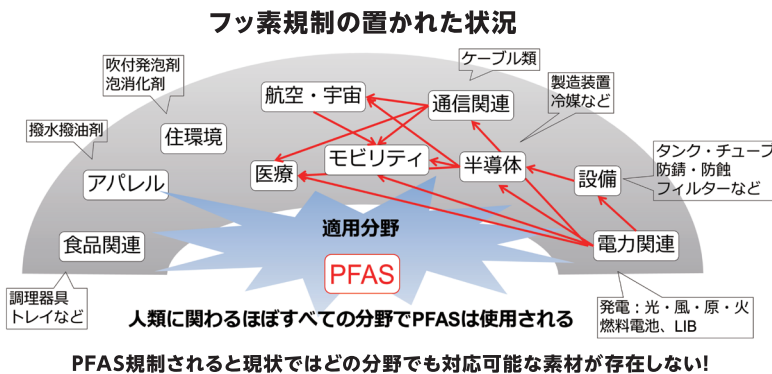 フッ素規制の置かれた状況
ケーブル類
吹付発泡剤
泡消化剤
製造装置
冷媒など
航空・宇宙
通信関連
撥水撥油剤
住環境
タンク・チューブ
防錆・防蝕
フィルターなど
モビリティ
半導体
医療
アパレル
設備
適用分野
食品関連
電力関連
PFAS
調理器具
トレイなど
発電：光・風・原・火
燃料電池、LIB
人類に関わるほぼすべての分野でPFASは使用される
PFAS規制されると現状ではどの分野でも対応可能な素材が存在しない!